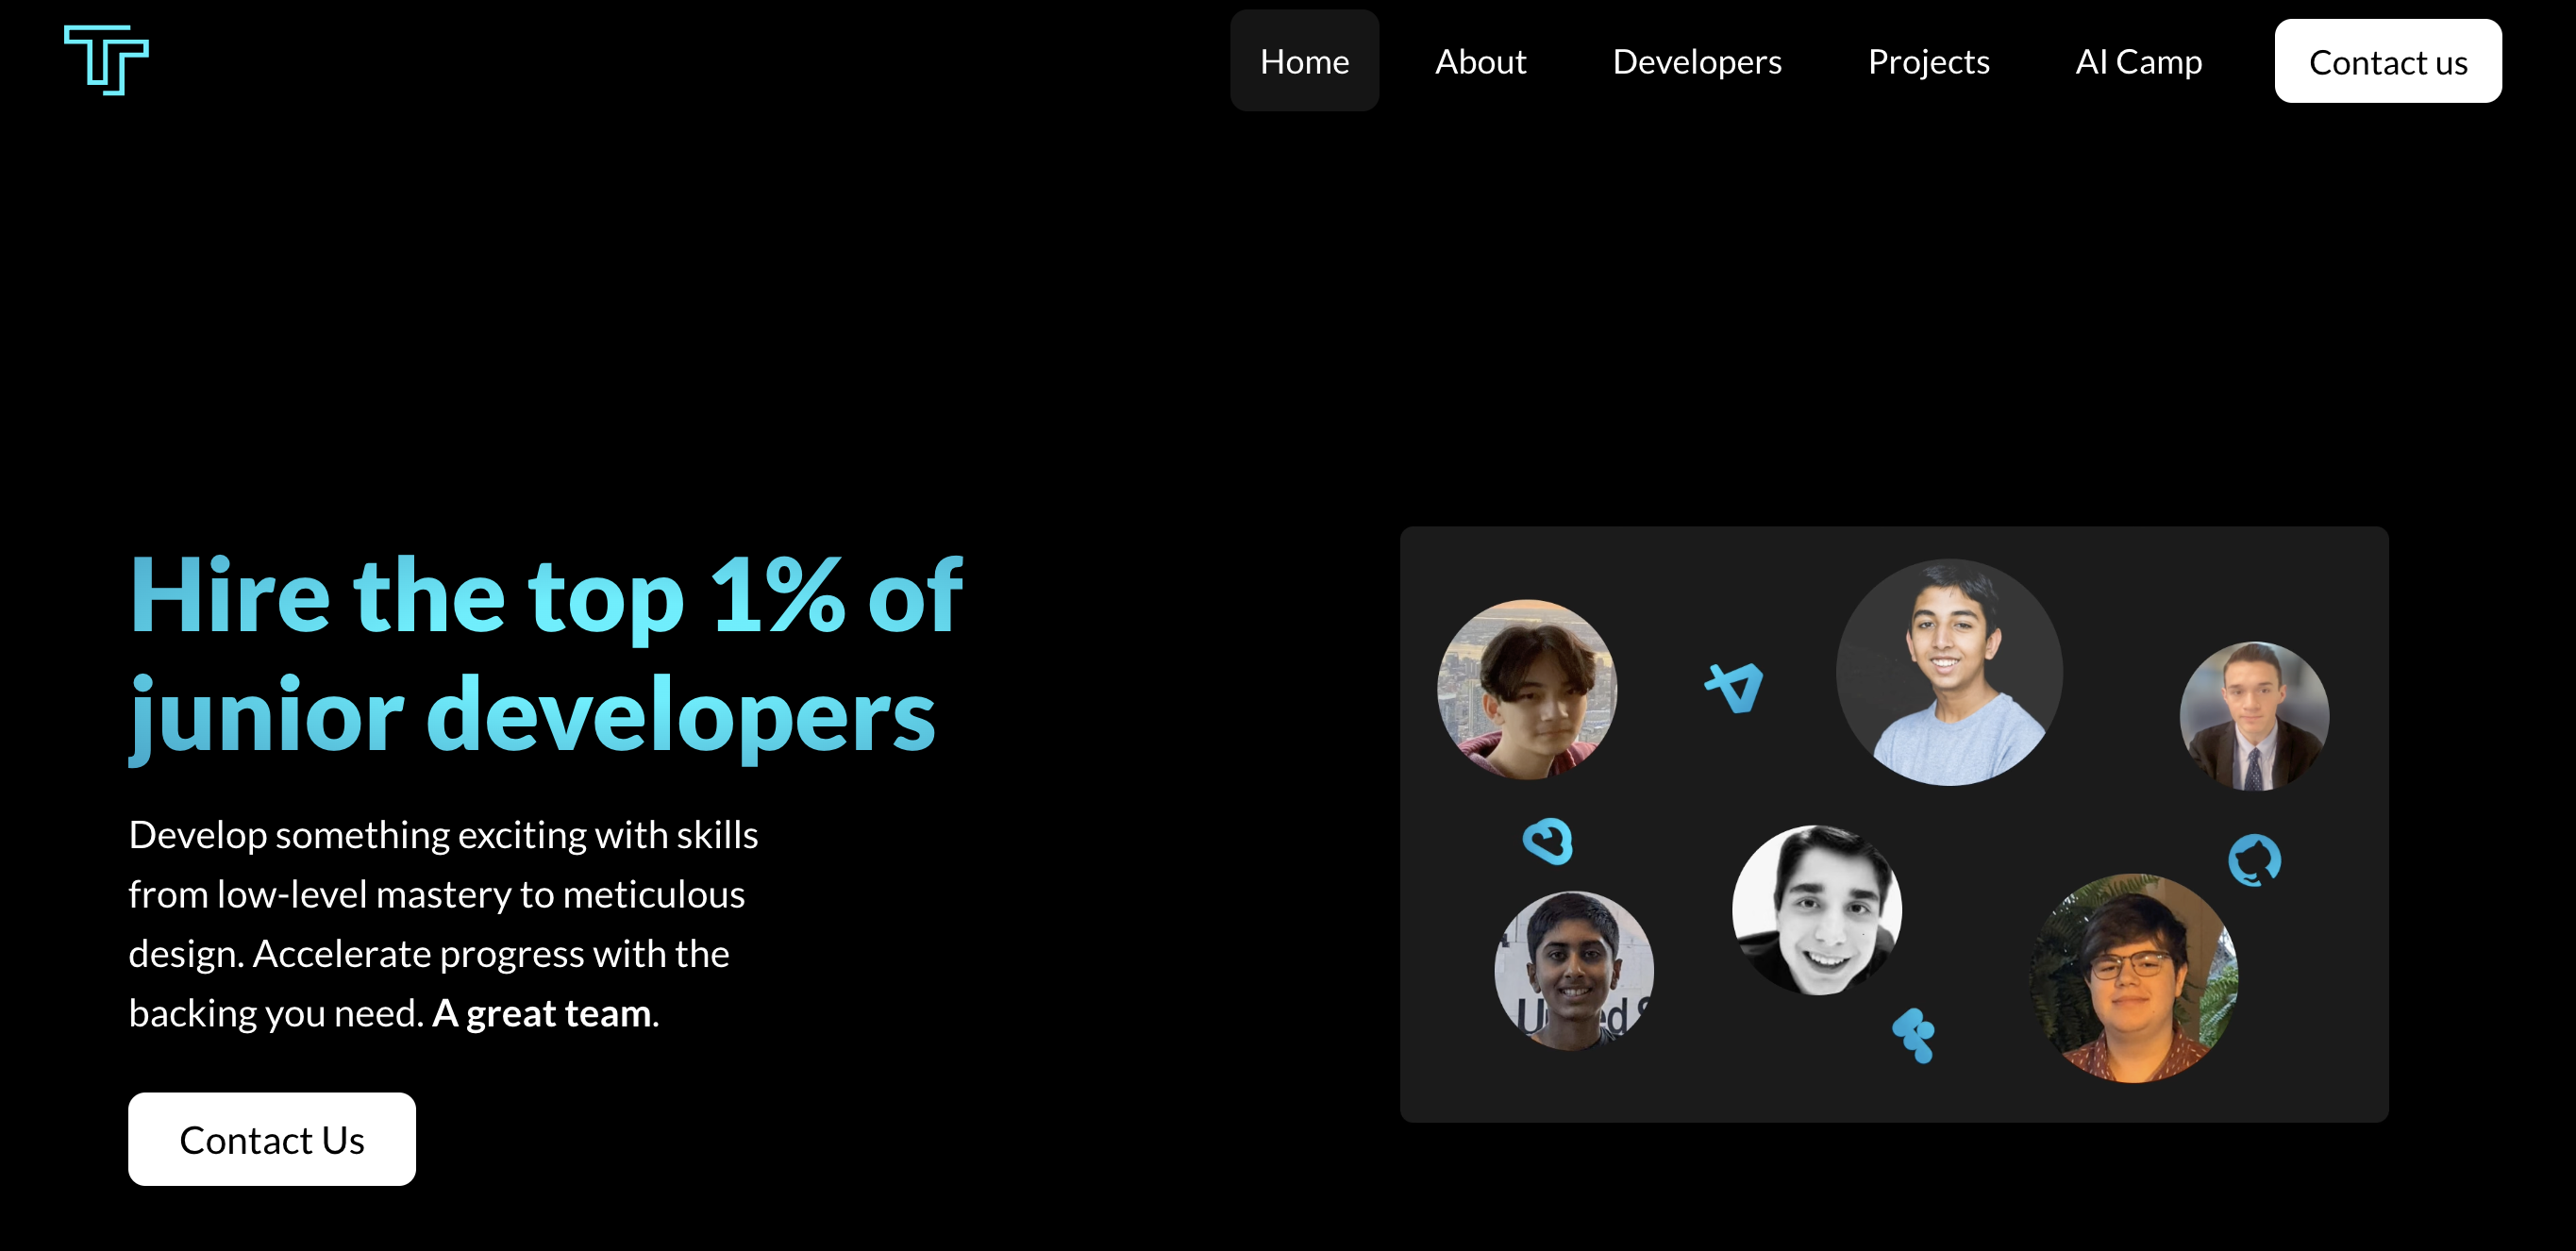 Home About Developers Projects AI Camp Contact us
Hire the top 1% of
junior developers
Develop something exciting with skills
from low-level mastery to meticulous
design. Accelerate progress with the
backing you need. A great team.
Contact Us